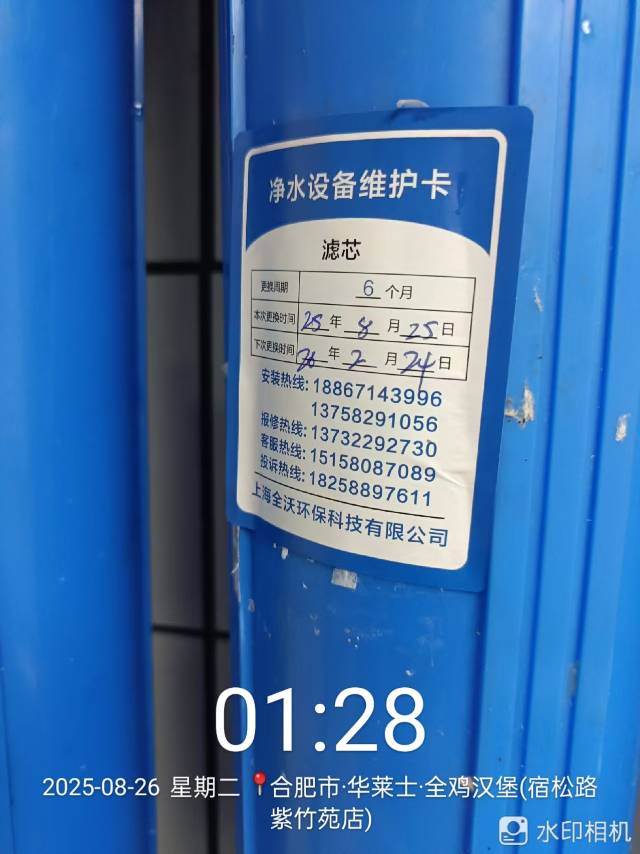 净水设备维护卡
滤芯
更换周期 6 个月
本次更换时间 25 年 8 月 25 日
下次更换时间 26 年 2 月 24 日
安装热线: 18867143996
13758291056
报修热线: 13732292730
客服热线: 15158087089
投诉热线: 18258897611
上海全沃环保科技有限公司
01:28
2025-08-26 星期二 合肥市·华莱士·全鸡汉堡(宿松路
紫竹苑店)
水印相机